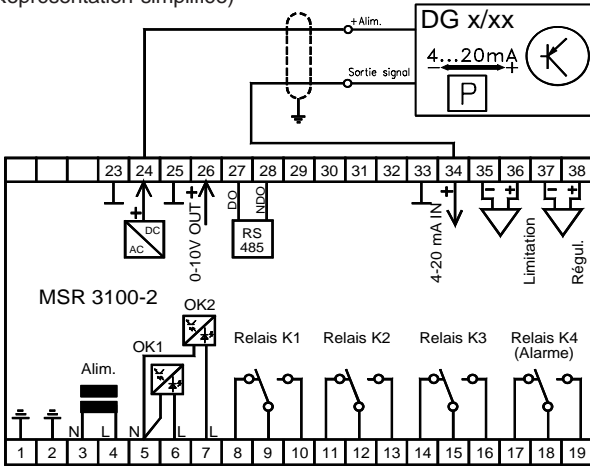 Représentation simplifiée)
+Alim.
DG x/xx
4...20mA
- +
Sortie signal
P
23 24 25 26 27 28 29 30 31 32 33 34 35 36 37 38
+ + DO NDO + - + - +
DC
AC
0-10V OUT
RS
485
4-20 mA IN
Limitation
Régul.
MSR 3100-2
OK2
OK1
Alim.
Relais K1 Relais K2 Relais K3 Relais K4
(Alarme)
N L N L L
1 2 3 4 5 6 7 8 9 10 11 12 13 14 15 16 17 18 19